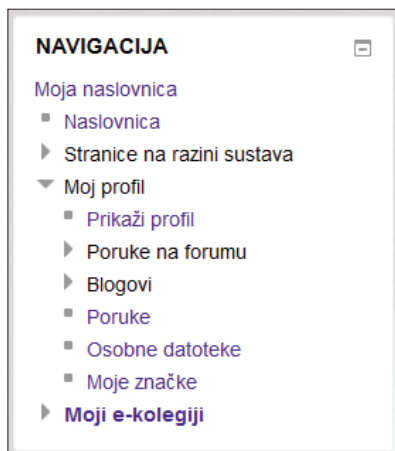 NAVIGACIJA
Moja naslovnica
Naslovnica
Stranice na razini sustava
Moj profil
Prikaži profil
Poruke na forumu
Blogovi
Poruke
Osobne datoteke
Moje značke
Moji e-kolegiji